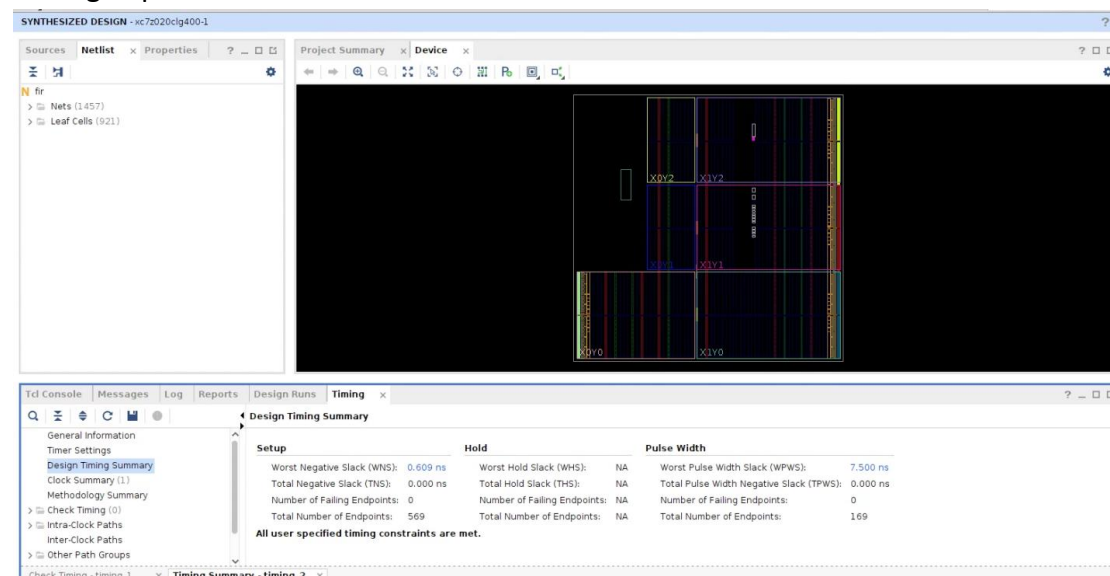 SYNTHESIZED DESIGN - xc7z020clg400-1 ?
Sources Netlist x Properties ? _
Project Summary x Device x ?
N fir
> Nets (1457)
> Leaf Cells (921)
X0Y2 X1Y2
X0Y1 X1Y1
X0Y0 X1Y0
Tcl Console Messages Log Reports Design Runs Timing x ? _
Design Timing Summary
General Information
Timer Settings
Design Timing Summary
Clock Summary (1)
Methodology Summary
> Check Timing (0)
> Intra-Clock Paths
Inter-Clock Paths
> Other Path Groups
Setup Hold Pulse Width
Worst Negative Slack (WNS): 0.609 ns Worst Hold Slack (WHS): NA Worst Pulse Width Slack (WPWS): 7.500 ns
Total Negative Slack (TNS): 0.000 ns Total Hold Slack (THS): NA Total Pulse Width Negative Slack (TPWS): 0.000 ns
Number of Failing Endpoints: 0 Number of Failing Endpoints: NA Number of Failing Endpoints: 0
Total Number of Endpoints: 569 Total Number of Endpoints: NA Total Number of Endpoints: 169
All user specified timing constraints are met.
Check Timing - timing_1 x Timing Summary - timing_2 x